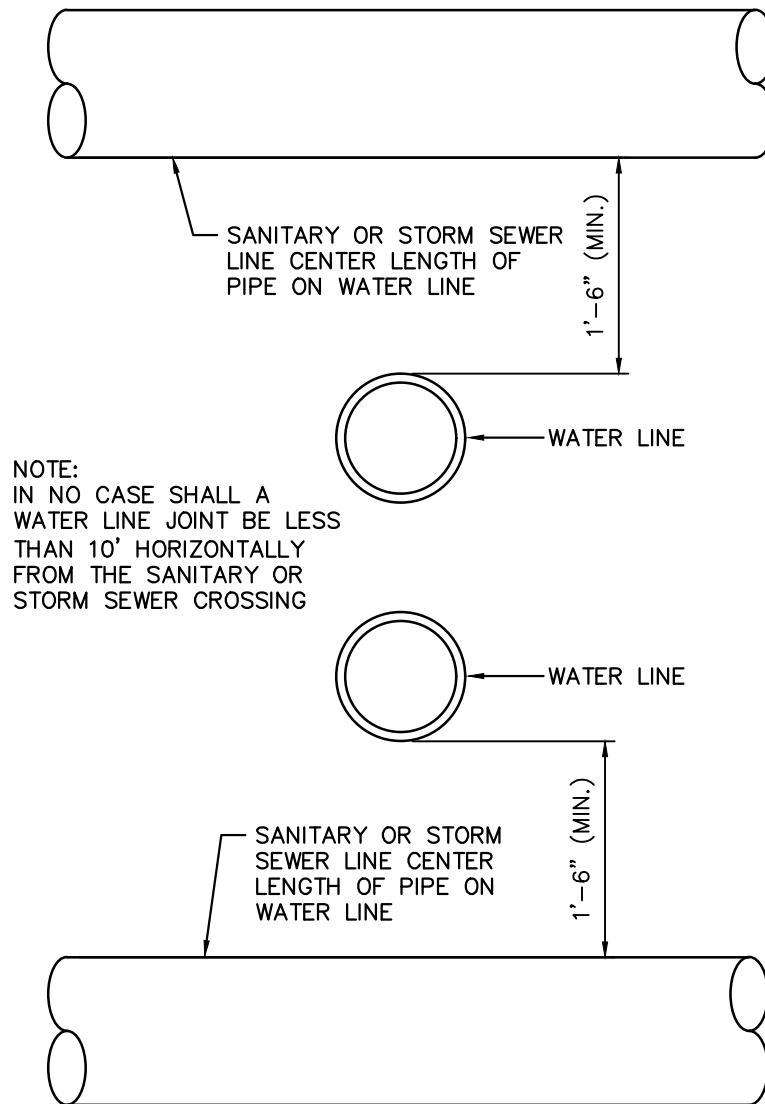 SANITARY OR STORM SEWER
LINE CENTER LENGTH OF
PIPE ON WATER LINE
1'-6" (MIN.)
WATER LINE
NOTE:
IN NO CASE SHALL A
WATER LINE JOINT BE LESS
THAN 10' HORIZONTALLY
FROM THE SANITARY OR
STORM SEWER CROSSING
WATER LINE
SANITARY OR STORM
SEWER LINE CENTER
LENGTH OF PIPE ON
WATER LINE
1'-6" (MIN.)